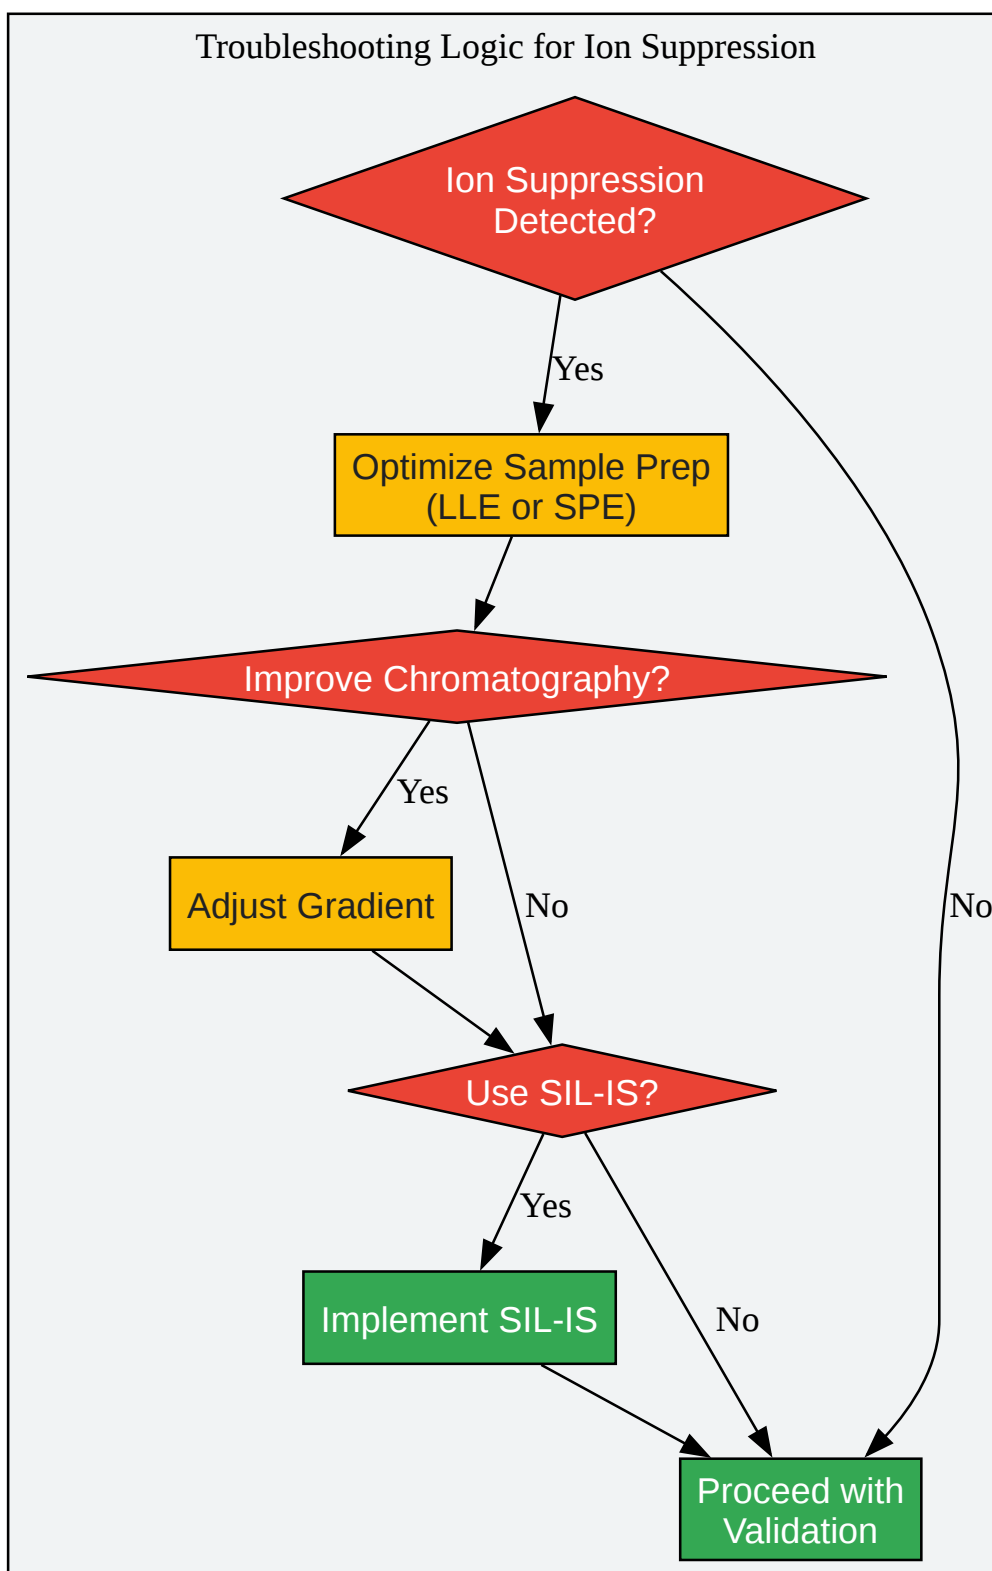 Troubleshooting Logic for Ion Suppression
Ion Suppression
Detected?
Yes
Optimize Sample Prep
(LLE or SPE)
Improve Chromatography?
Yes
Adjust Gradient
No
No
Use SIL-IS?
Yes
Implement SIL-IS
No
Proceed with
Validation